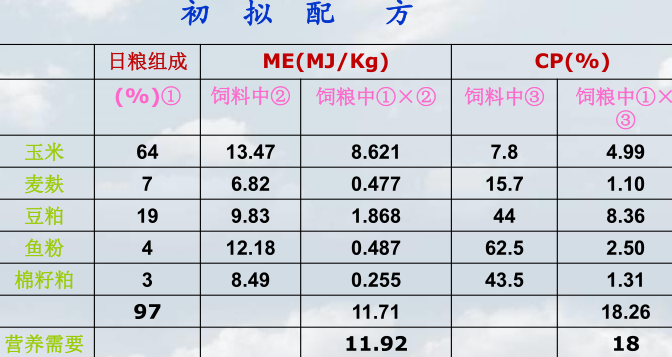 初 拟 配 方
日粮组成 ME(MJ/Kg) CP(%)
(%)① 饲料中② 饲粮中①×② 饲料中③ 饲粮中①×
③
玉米 64 13.47 8.621 7.8 4.99
麦麸 7 6.82 0.477 15.7 1.10
豆粕 19 9.83 1.868 44 8.36
鱼粉 4 12.18 0.487 62.5 2.50
棉籽粕 3 8.49 0.255 43.5 1.31
97 11.71 18.26
营养需要 11.92 18